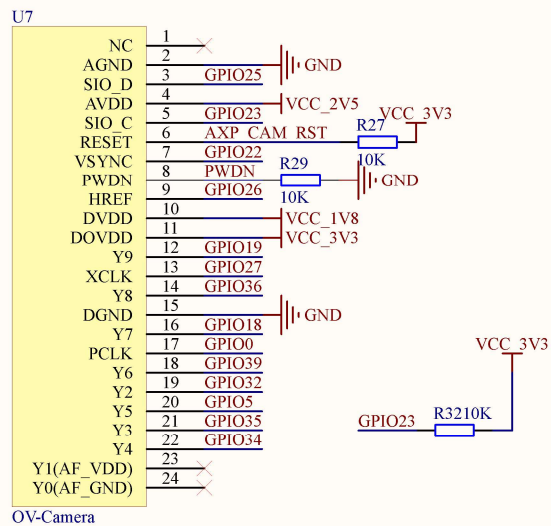 U7
NC 1
AGND 2 GND
SIO_D 3 GPIO25
AVDD 4 VCC_2V5
SIO_C 5 GPIO23
RESET 6 AXP_CAM_RST R27 10K VCC_3V3
VSYNC 7 GPIO22
PWDN 8 PWDN R29 10K GND
HREF 9 GPIO26
DVDD 10 VCC_1V8
DOVDD 11 VCC_3V3
Y9 12 GPIO19
XCLK 13 GPIO27
Y8 14 GPIO36
DGND 15 GND
Y7 16 GPIO18
PCLK 17 GPIO0
Y6 18 GPIO39
Y2 19 GPIO32
Y5 20 GPIO5
Y3 21 GPIO35
Y4 22 GPIO34
Y1(AF_VDD) 23
Y0(AF_GND) 24
OV-Camera
VCC_3V3
GPIO23 R3210K